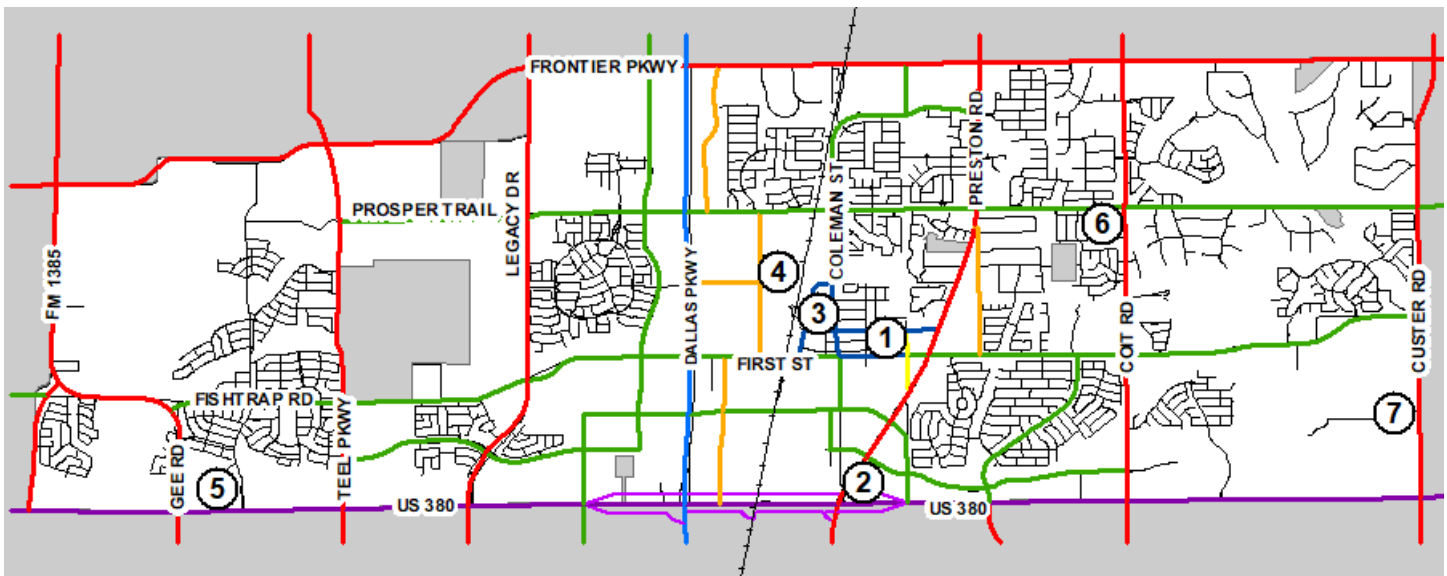 FRONTIER PKWY
PRESTON RD
COLEMAN ST
PROSPER TRAIL
LEGACY DR
6
FM 1385
4
DALLAS PKWY
3
1
COIT RD
CUSTER RD
FIRST ST
FISHTRAP RD
7
TEEL PKWY
GEE RD
5
2
US 380
US 380